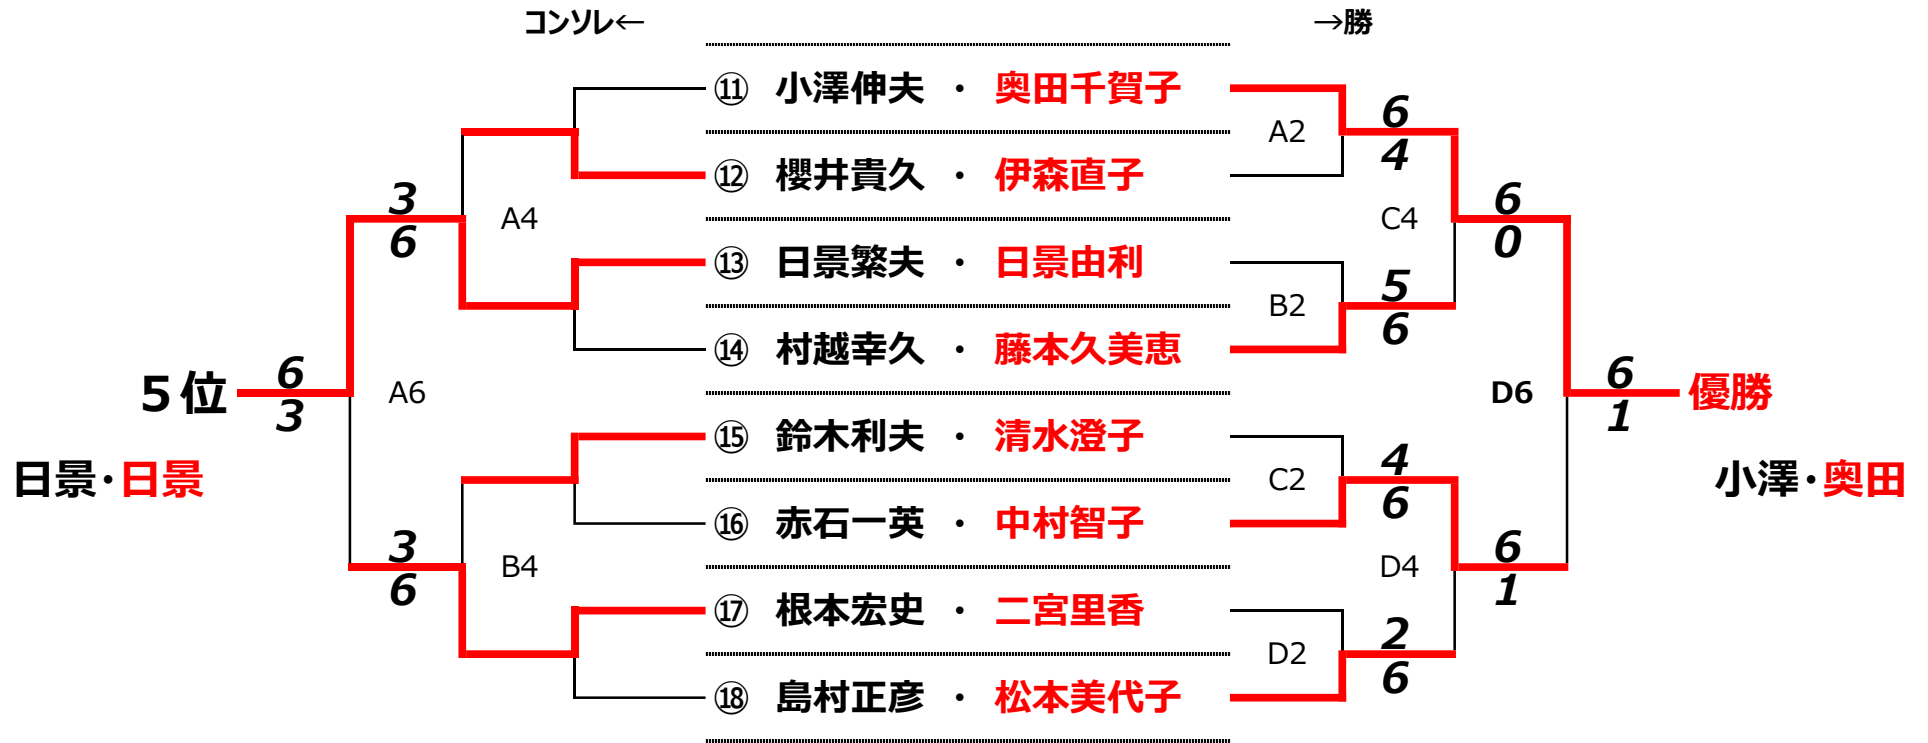 コンソレ← →勝
⑪ 小澤伸夫 ・ 奥田千賀子
6
A2
4
⑫ 櫻井貴久 ・ 伊森直子
3 6
A4 C4
6 0
⑬ 日景繁夫 ・ 日景由利
5
B2
6
⑭ 村越幸久 ・ 藤本久美恵
6 6
5位 A6 D6 優勝
3 1
⑮ 鈴木利夫 ・ 清水澄子
4
日景・日景 C2 小澤・奥田
6
⑯ 赤石一英 ・ 中村智子
3 6
B4 D4
6 1
⑰ 根本宏史 ・ 二宮里香
2
D2
6
⑱ 島村正彦 ・ 松本美代子